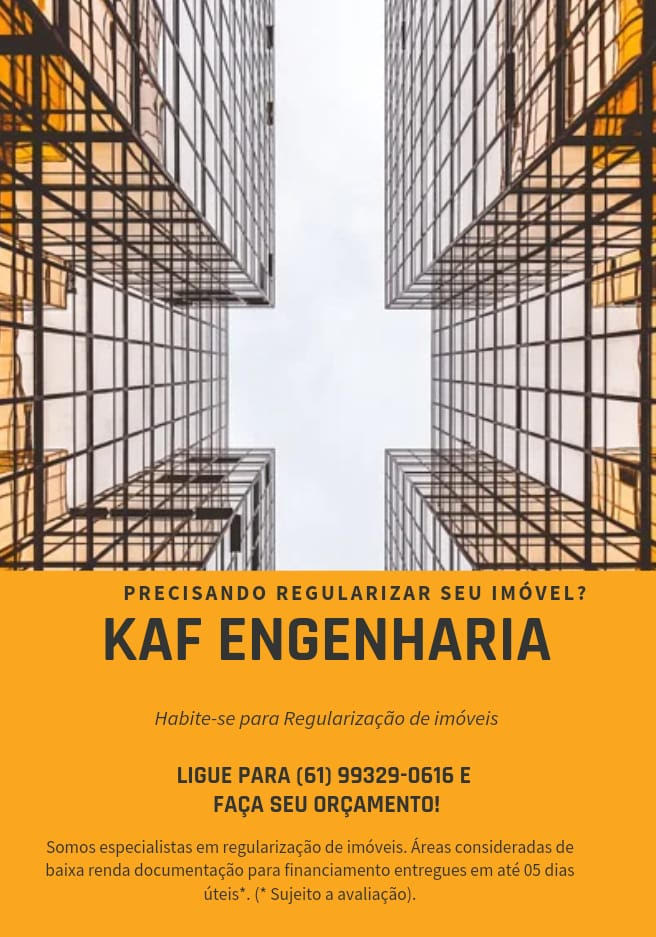 PRECISANDO REGULARIZAR SEU IMÓVEL?
KAF ENGENHARIA
Habite-se para Regularização de imóveis
LIGUE PARA (61) 99329-0616 E
FAÇA SEU ORÇAMENTO!
Somos especialistas em regularização de imóveis. Áreas consideradas de
baixa renda documentação para financiamento entregues em até 05 dias
úteis*. (* Sujeito a avaliação).